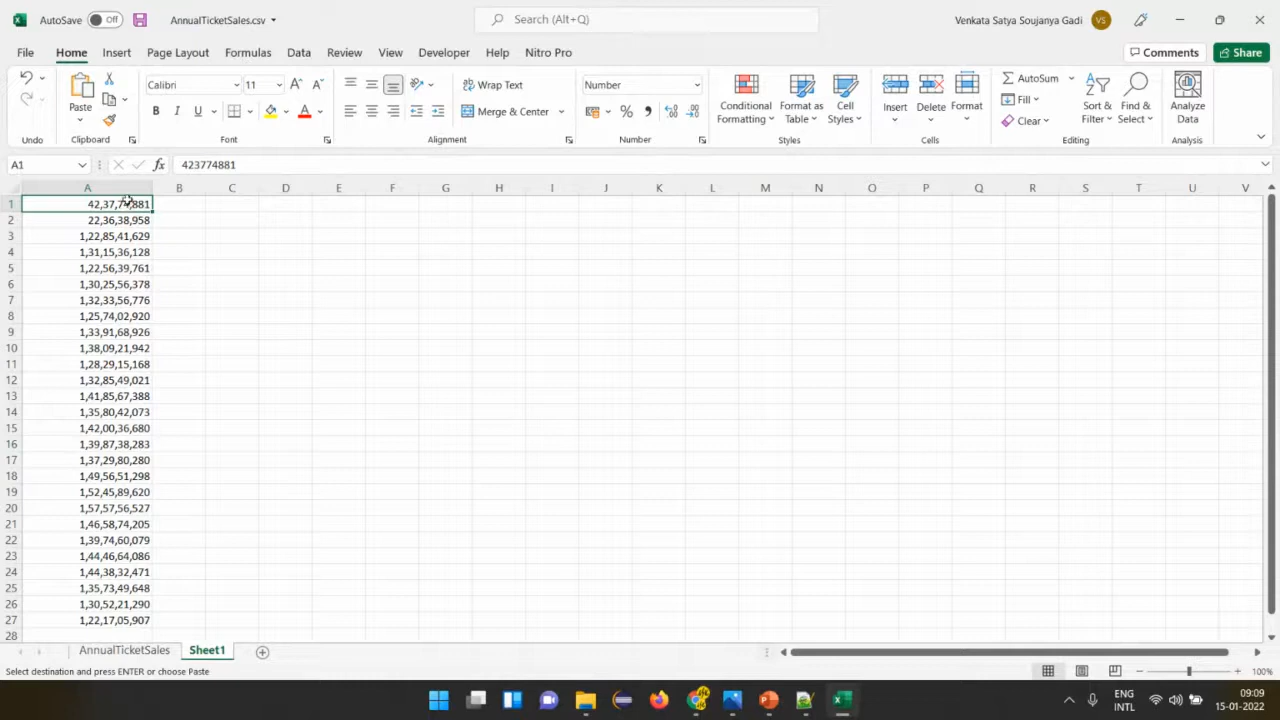 AutoSave Off AnnualTicketSales.csv Search (Alt+Q) Venkata Satya Soujanya Gadi VS
File Home Insert Page Layout Formulas Data Review View Developer Help Nitro Pro Comments Share
Paste Calibri 11 Wrap Text Number Conditional Formatting Format as Table Cell Styles Insert Delete Format AutoSum Fill Clear Sort & Filter Find & Select Analyze Data
B I U Merge & Center
Undo Clipboard Font Alignment Number Styles Cells Editing Analysis
A1 fx 423774881
A B C D E F G H I J K L M N O P Q R S T U V
1 42,37,74,881
2 22,36,38,958
3 1,22,85,41,629
4 1,31,15,36,128
5 1,22,56,39,761
6 1,30,25,56,378
7 1,32,33,56,776
8 1,25,74,02,920
9 1,33,91,68,926
10 1,38,09,21,942
11 1,28,29,15,168
12 1,32,85,49,021
13 1,41,85,67,388
14 1,35,80,42,073
15 1,42,00,36,680
16 1,39,87,38,283
17 1,37,29,80,280
18 1,49,56,51,298
19 1,52,45,89,620
20 1,57,57,56,527
21 1,46,58,74,205
22 1,39,74,60,079
23 1,44,46,64,086
24 1,44,38,32,471
25 1,35,73,49,648
26 1,30,52,21,290
27 1,22,17,05,907
28
AnnualTicketSales Sheet1
Select destination and press ENTER or choose Paste 100%
ENG 09:09
INTL 15-01-2022